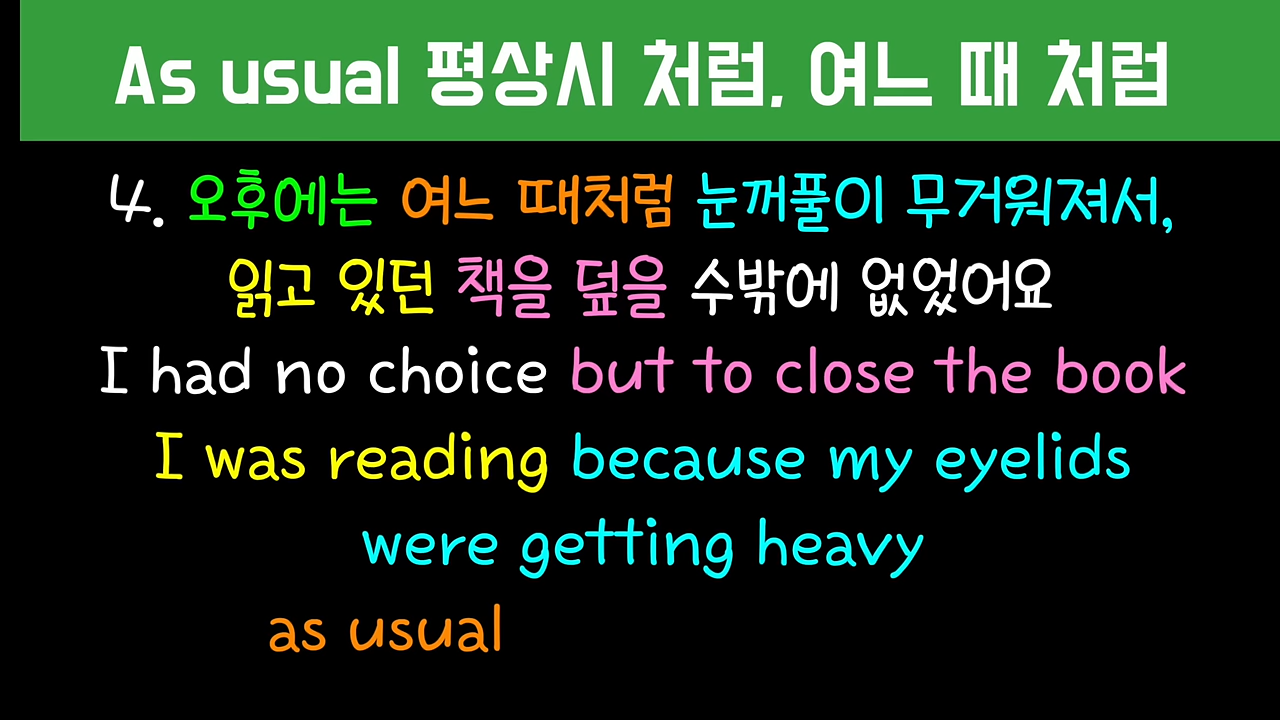 As usual 평상시 처럼, 여느 때 처럼
4. 오후에는 여느 때처럼 눈꺼풀이 무거워져서,
읽고 있던 책을 덮을 수밖에 없었어요
I had no choice but to close the book
I was reading because my eyelids
were getting heavy
as usual